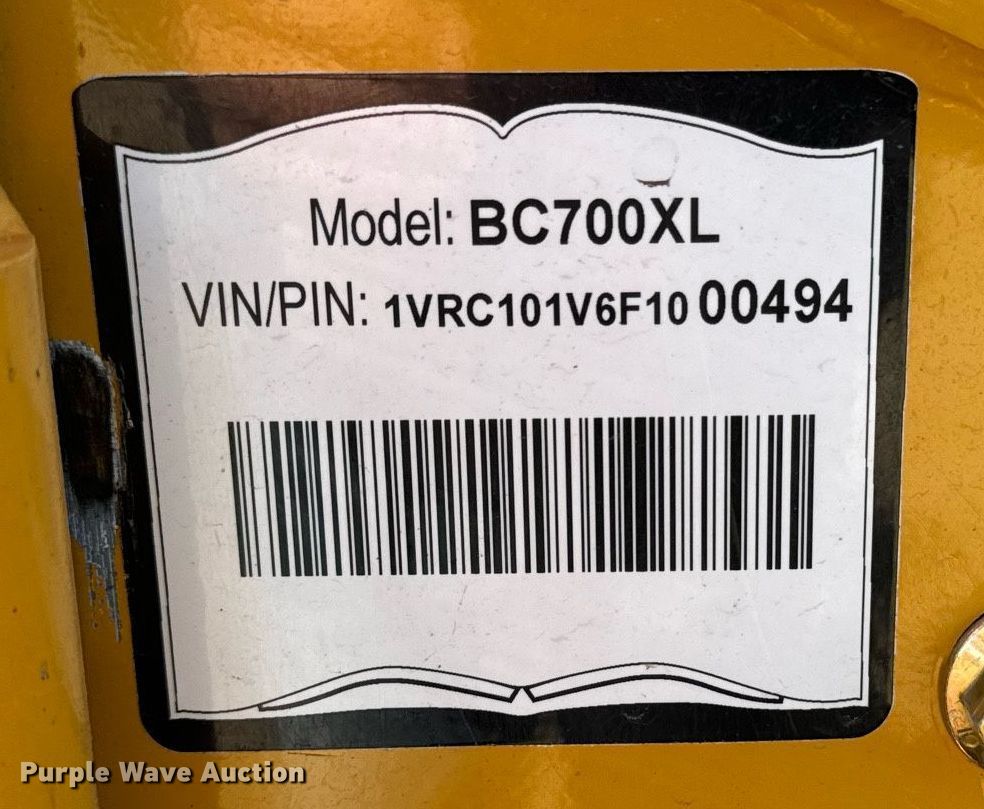 Model: BC700XL
VIN/PIN: 1VRC101V6F10 00494
Purple Wave Auction